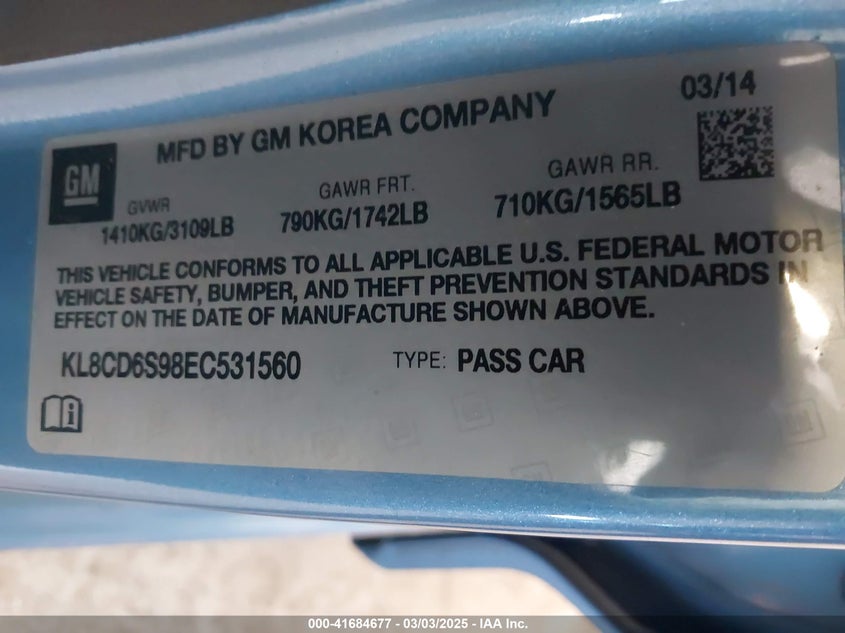 03/14
MFD BY GM KOREA COMPANY
GM
GVWR
1410KG/3109LB
GAWR FRT.
790KG/1742LB
GAWR RR.
710KG/1565LB
THIS VEHICLE CONFORMS TO ALL APPLICABLE U.S. FEDERAL MOTOR
VEHICLE SAFETY, BUMPER, AND THEFT PREVENTION STANDARDS IN
EFFECT ON THE DATE OF MANUFACTURE SHOWN ABOVE.
KL8CD6S98EC531560 TYPE: PASS CAR
000-41684677 - 03/03/2025 - IAA Inc.